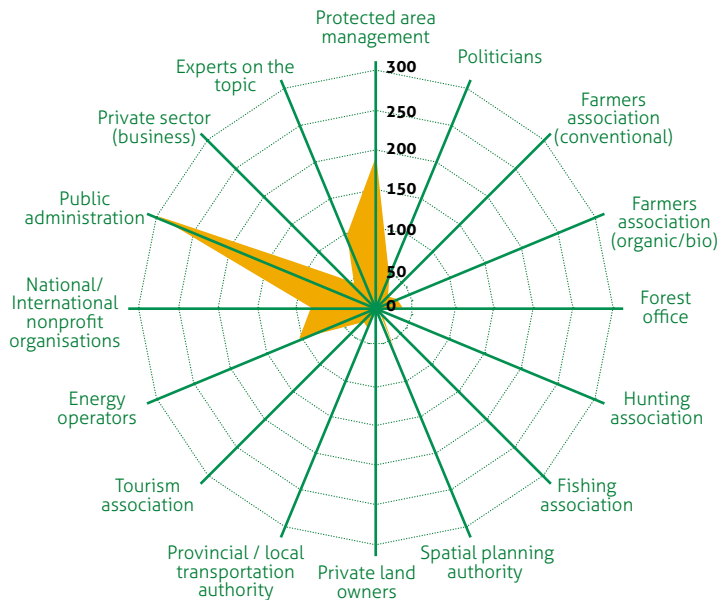 Protected area
management
Politicians
Farmers
association
(conventional)
Farmers
association
(organic/bio)
Forest
office
Hunting
association
Fishing
association
Spatial planning
authority
Private land
owners
Provincial / local
transportation
authority
Tourism
association
Energy
operators
National/
International
nonprofit
organisations
Public
administration
Private sector
(business)
Experts on the
topic
300
250
200
150
100
50
0